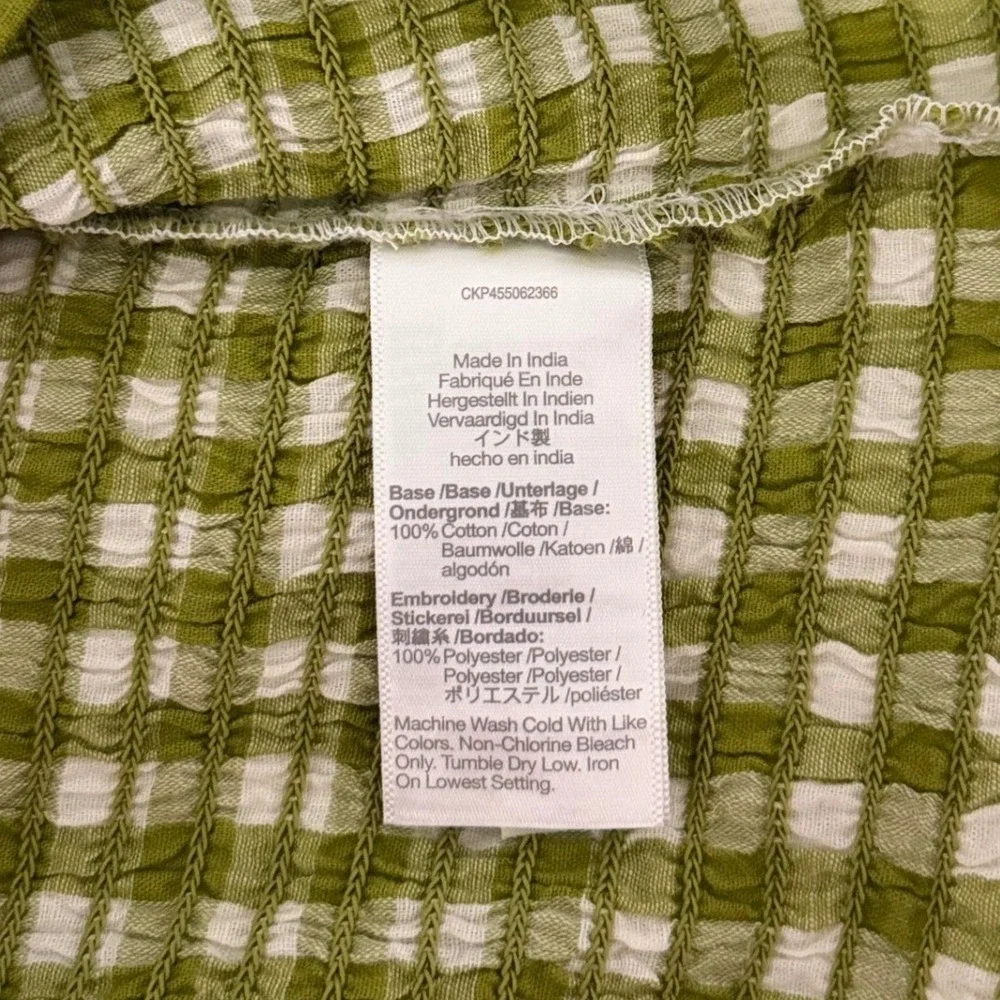 CKP455062366
Made In India
Fabriqué En Inde
Hergestellt In Indien
Vervaardigd In India
インド製
hecho en india
Base /Base /Unterlage /
Ondergrond /基布 /Base:
100% Cotton /Coton /
Baumwolle /Katoen /綿 /
algodón
Embroidery /Broderie /
Stickerei /Borduursel /
刺繍糸 /Bordado:
100% Polyester /Polyester /
Polyester /Polyester /
ポリエステル /poliéster
Machine Wash Cold With Like
Colors. Non-Chlorine Bleach
Only. Tumble Dry Low. Iron
On Lowest Setting.